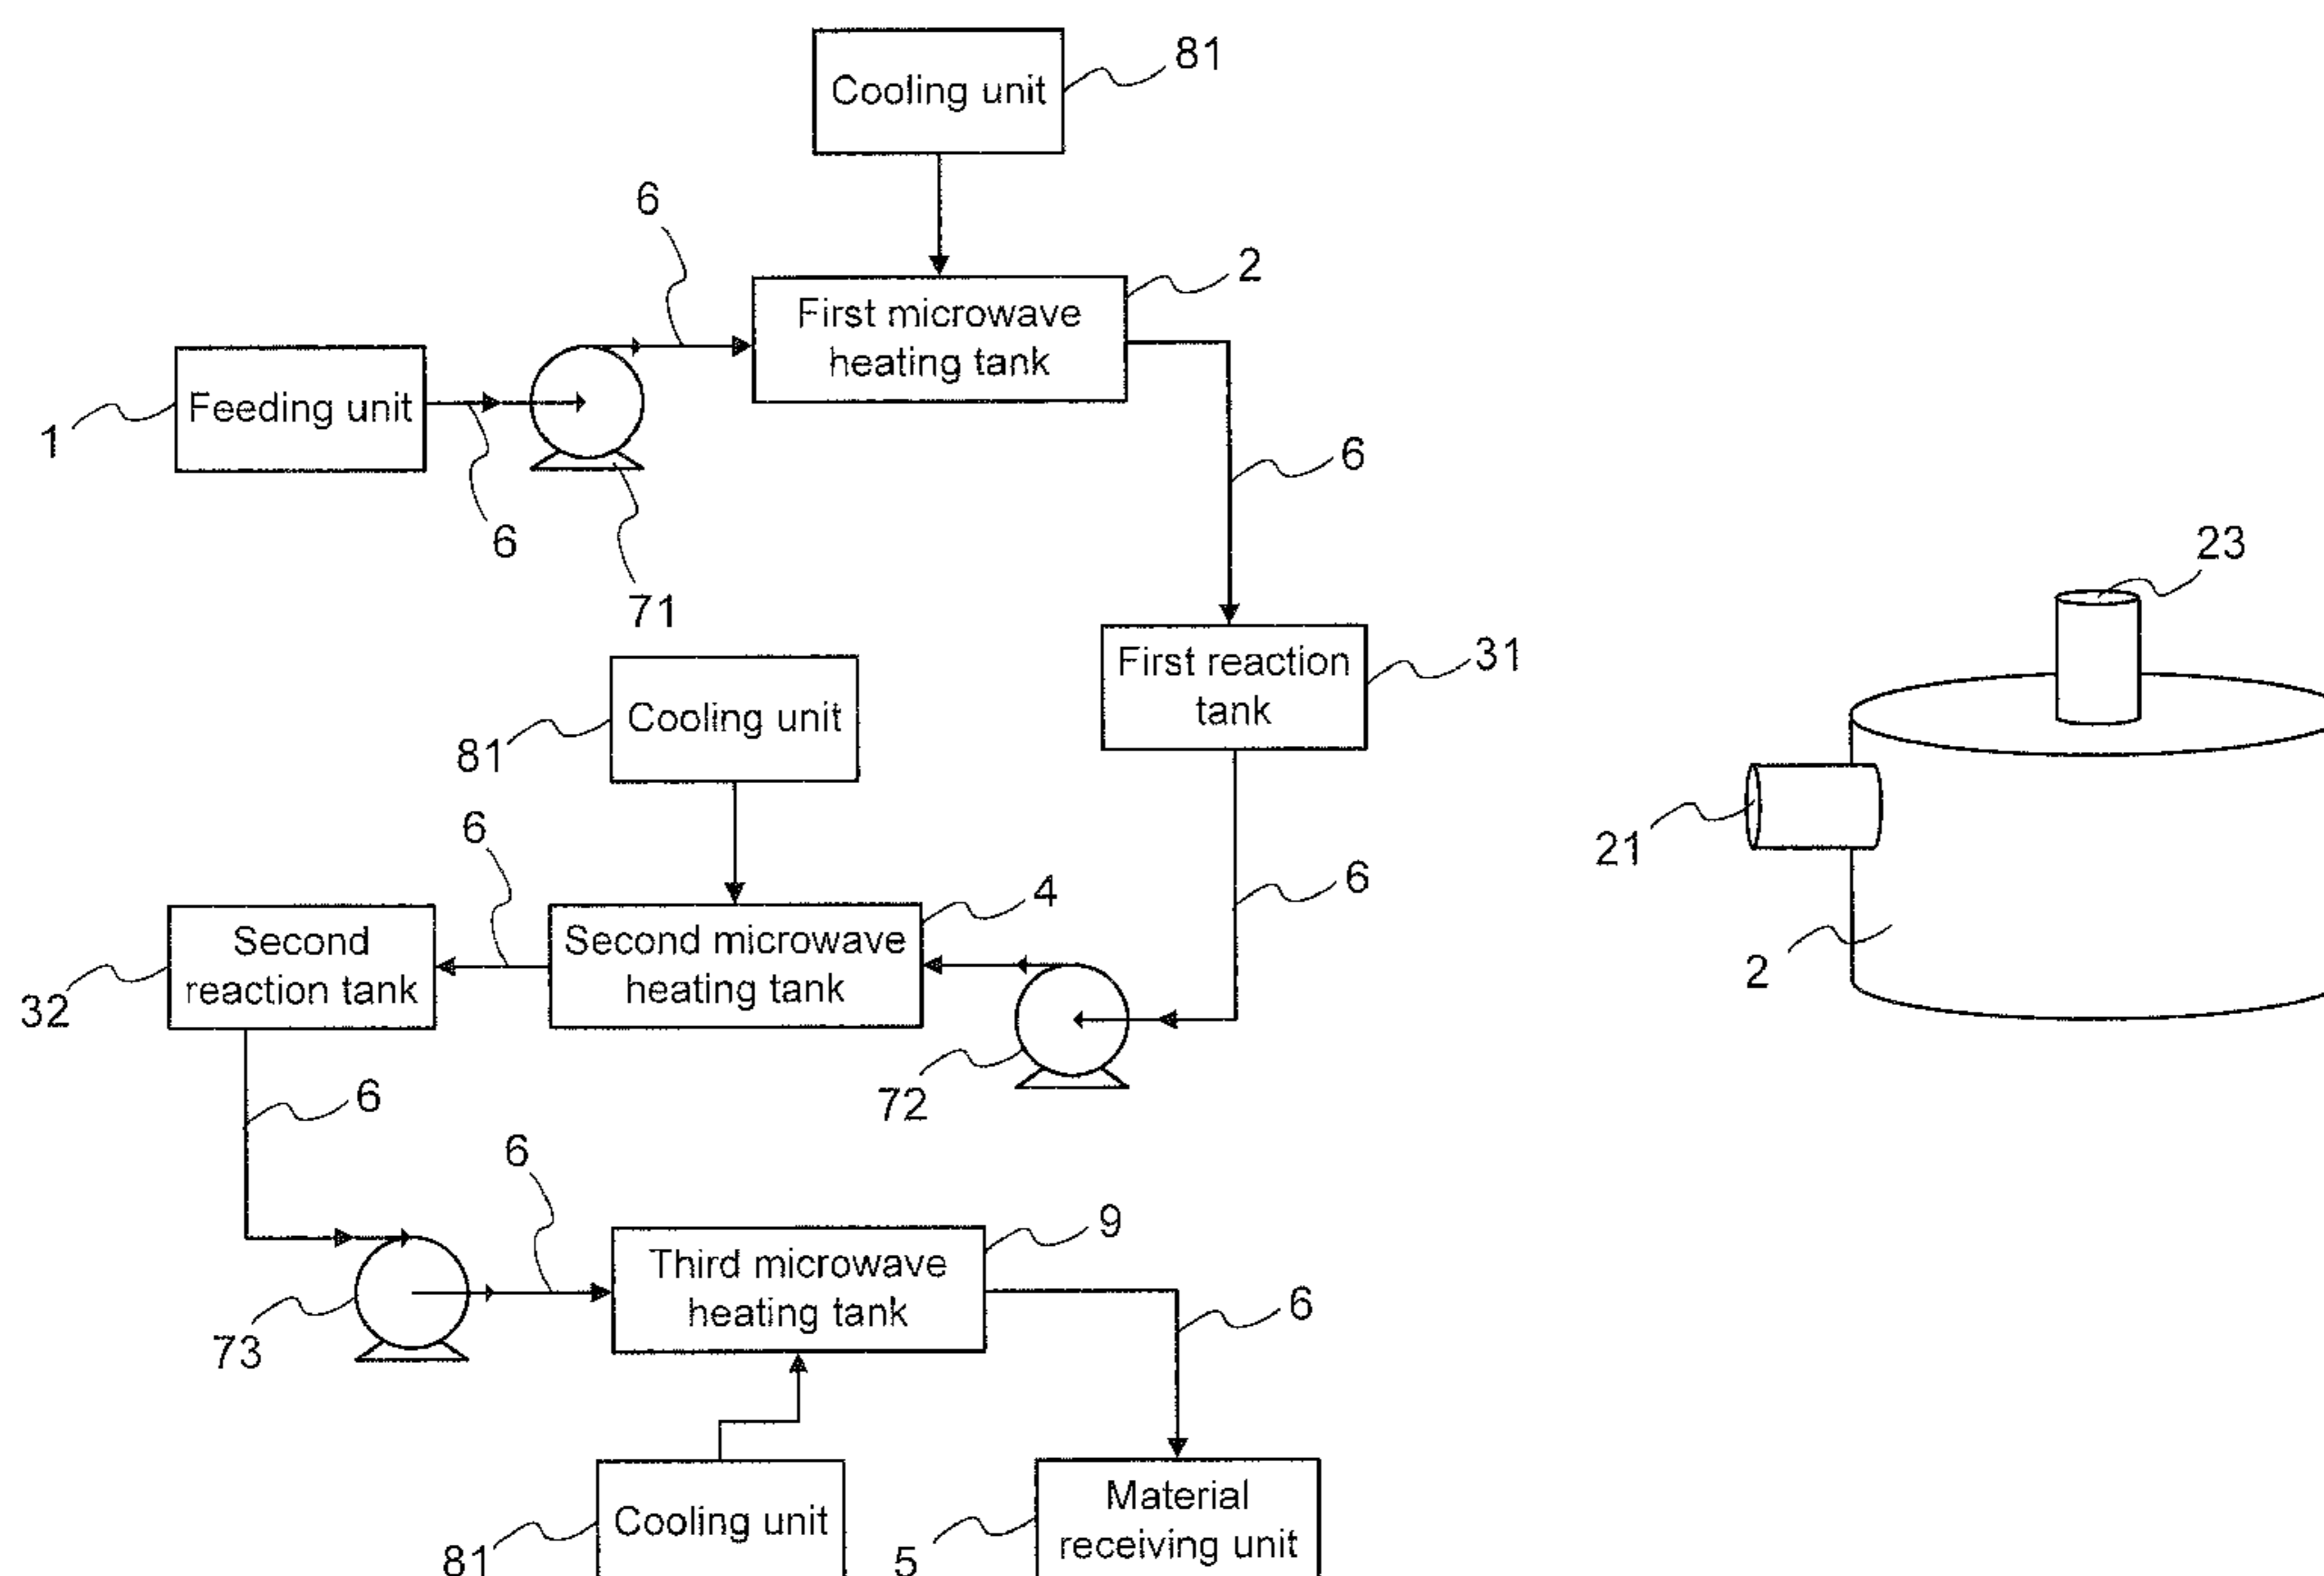 Cooling unit
81
6
2
First microwave
heating tank
Feeding unit
1
6
6
71
23
First reaction
tank
31
Cooling unit
81
21
6
6
4
Second microwave
heating tank
Second
reaction tank
32
2
72
6
6
9
Third microwave
heating tank
6
73
Cooling unit
81
Material
receiving unit
5